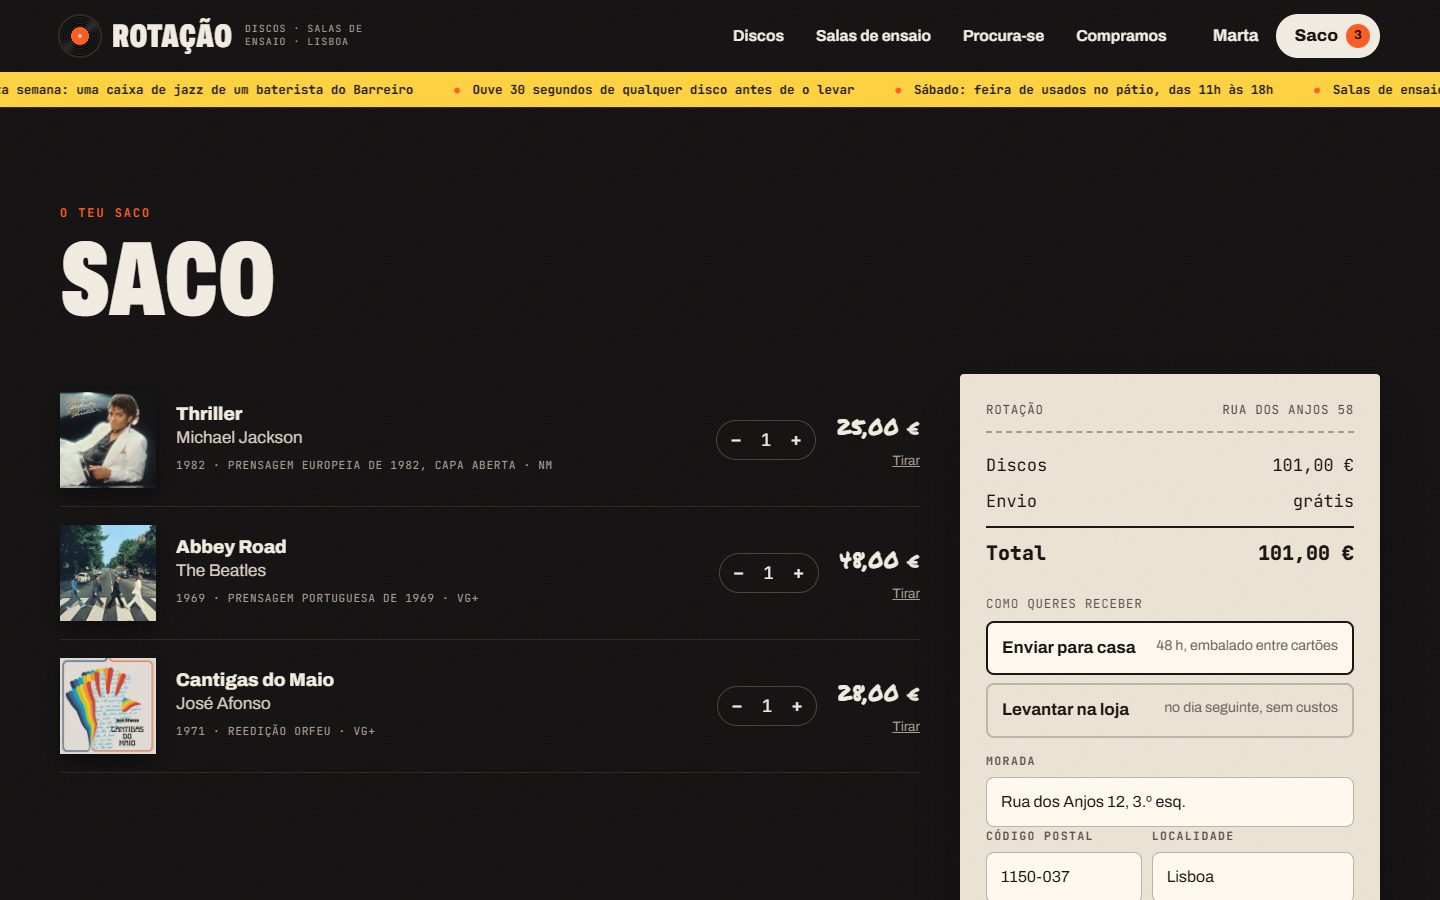 ROTAÇÃO
DISCOS · SALAS DE
ENSAIO · LISBOA
Discos
Salas de ensaio
Procura-se
Compramos
Marta
Saco 3
semana: uma caixa de jazz de um baterista do Barreiro
Ouve 30 segundos de qualquer disco antes de o levar
Sábado: feira de usados no pátio, das 11h às 18h
Salas de
O TEU SACO
SACO
Thriller
Michael Jackson
1982 · PRENSAGEM EUROPEIA DE 1982, CAPA ABERTA · NM
− 1 +
25,00 €
Tirar
Abbey Road
The Beatles
1969 · PRENSAGEM PORTUGUESA DE 1969 · VG+
− 1 +
48,00 €
Tirar
José Afonso
CANTIGAS
DO
MAIO
Cantigas do Maio
José Afonso
1971 · REEDIÇÃO ORFEU · VG+
− 1 +
28,00 €
Tirar
ROTAÇÃO RUA DOS ANJOS 58
Discos 101,00 €
Envio grátis
Total 101,00 €
COMO QUERES RECEBER
Enviar para casa 48 h, embalado entre cartões
Levantar na loja no dia seguinte, sem custos
MORADA
Rua dos Anjos 12, 3.º esq.
CÓDIGO POSTAL LOCALIDADE
1150-037 Lisboa